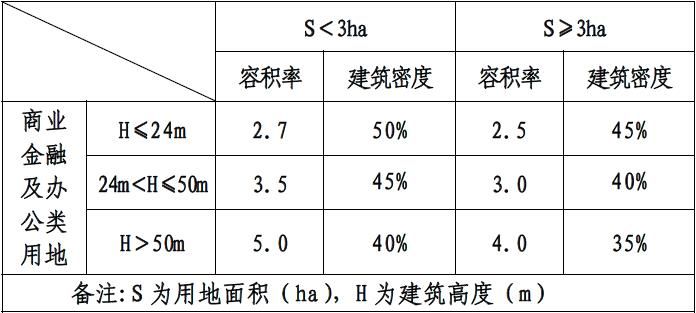 S＜3ha S⩾3ha
容积率 建筑密度 容积率 建筑密度
商业金融及办公类用地
H⩽24m 2.7 50% 2.5 45%
24m<H⩽50m 3.5 45% 3.0 40%
H＞50m 5.0 40% 4.0 35%
备注:S 为用地面积（ha），H 为建筑高度（m）